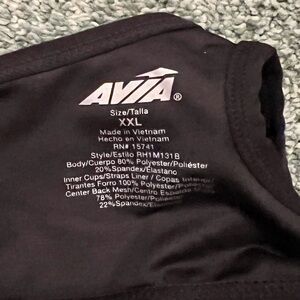 AVIA®
Size/Talla
XXL
Made in Vietnam
Hecho en Vietnam
RN# 15741
Style/Estilo RH1M131B
Body/Cuerpo 80% Polyester/Poliéster
20%Spandex/Elastano
Inner Cups/Straps Liner / Copas
Tirantes Forro 100% Polyester/
Center Back Mesh/Centro Espalda
78% Polyester/
22%Spandex/